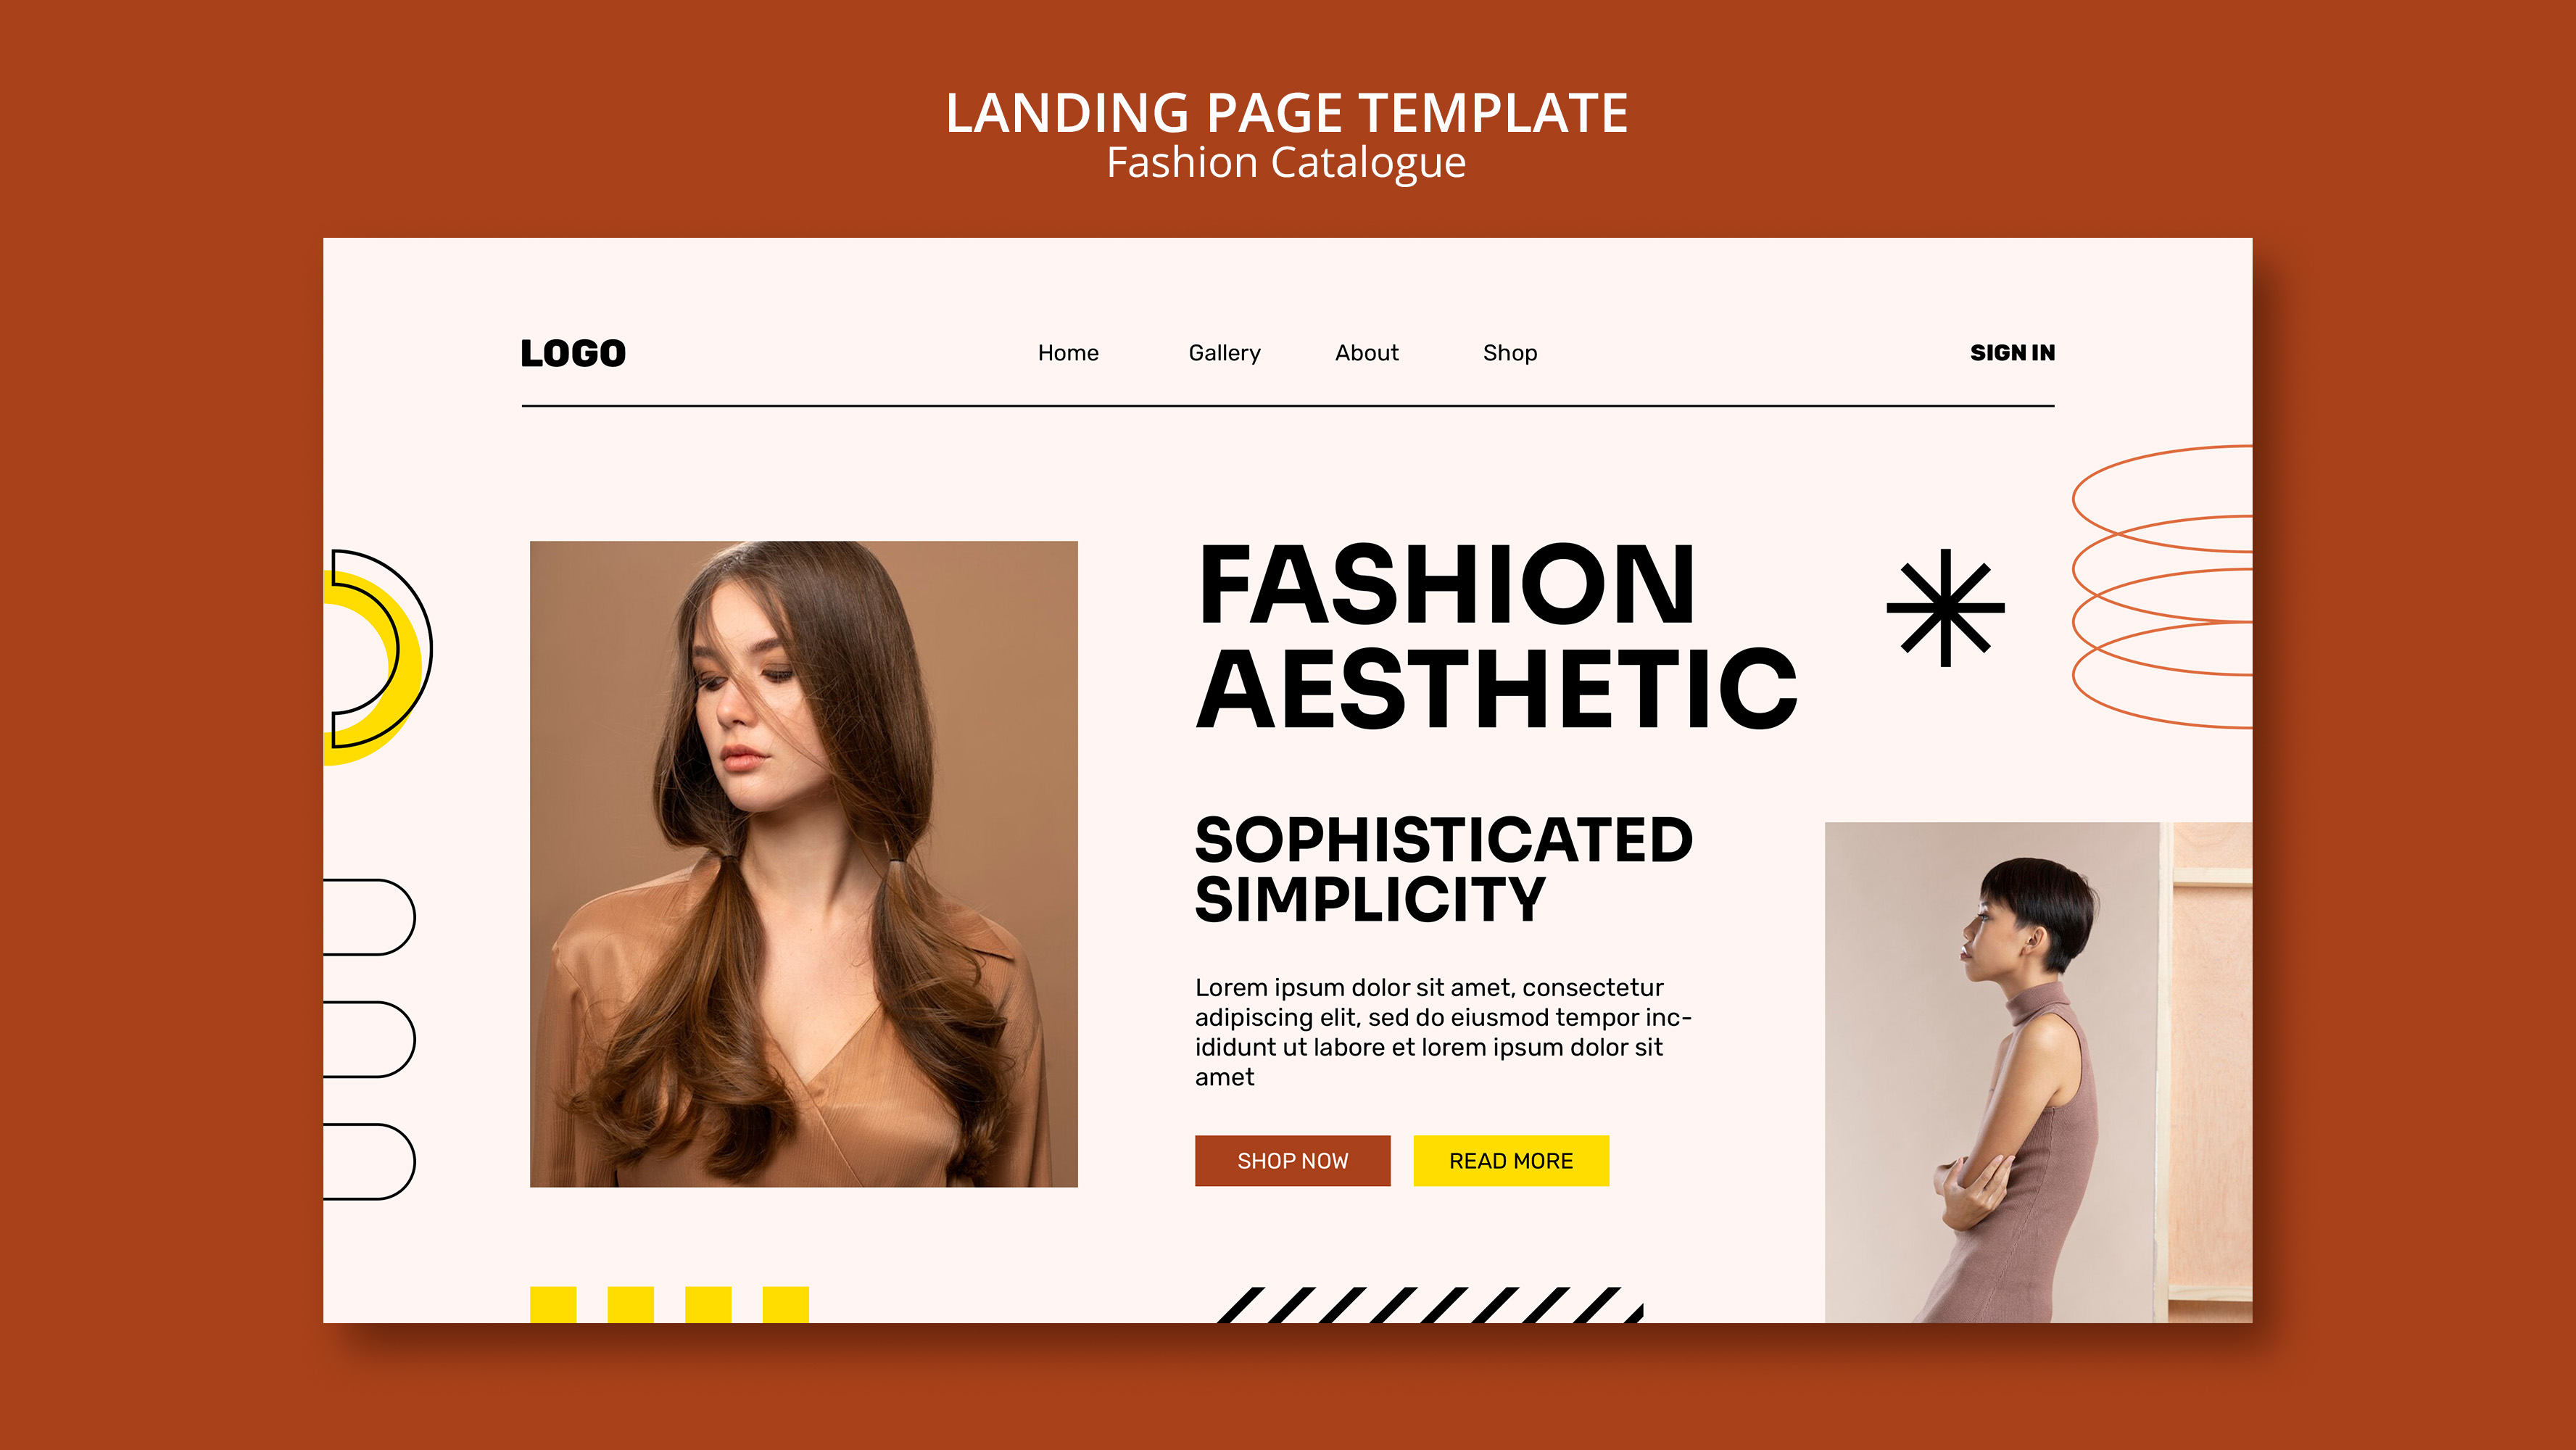 LANDING PAGE TEMPLATE
Fashion Catalogue
LOGO
Home
Gallery
About
Shop
SIGN IN
FASHION
AESTHETIC
SOPHISTICATED
SIMPLICITY
Lorem ipsum dolor sit amet, consectetur
adipiscing elit, sed do eiusmod tempor inc-
ididunt ut labore et lorem ipsum dolor sit
amet
SHOP NOW
READ MORE